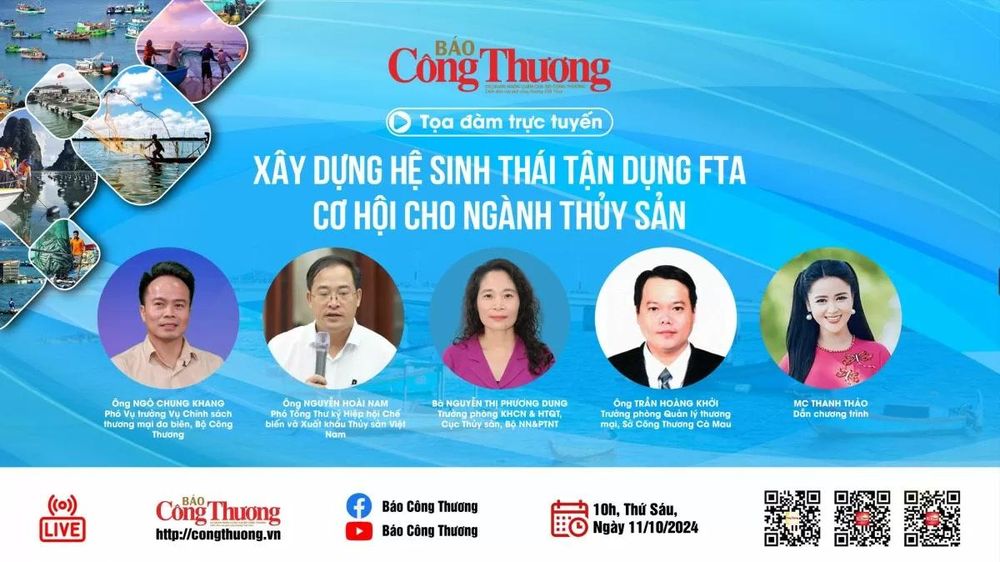 BÁO
Công Thương
Tọa đàm trực tuyến
XÂY DỰNG HỆ SINH THÁI TẬN DỤNG FTA
CƠ HỘI CHO NGÀNH THỦY SẢN
Ông NGÔ CHUNG KHANG
Phó Vụ trưởng Vụ Chính sách
thương mại đa biên, Bộ Công
Thương
Ông NGUYỄN HOÀI NAM
Phó Tổng Thư ký Hiệp hội Chế
biến và Xuất khẩu Thủy sản Việt
Nam
Bà NGUYỄN THỊ PHƯƠNG DUNG
Trưởng phòng KHCN & HTQT,
Cục Thủy sản, Bộ NN&PTNT
Ông TRẦN HOÀNG KHỞI
Trưởng phòng Quản lý thương
mại, Sở Công Thương Cà Mau
MC THANH THẢO
Dẫn chương trình
LIVE
BÁO
Công Thương
http://congthuong.vn
Báo Công Thương
Báo Công Thương
10h, Thứ Sáu,
Ngày 11/10/2024